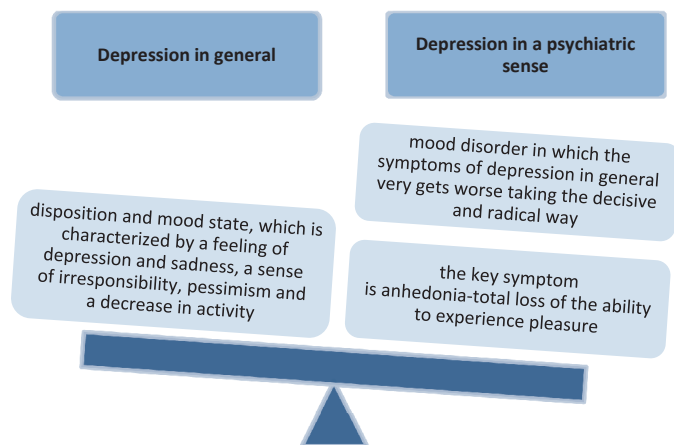 Depression in general
Depression in a psychiatric
sense
disposition and mood state, which is
characterized by a feeling of
depression and sadness, a sense
of irresponsibility, pessimism and
a decrease in activity
mood disorder in which the
symptoms of depression in general
very gets worse taking the decisive
and radical way
the key symptom
is anhedonia-total loss of the ability
to experience pleasure